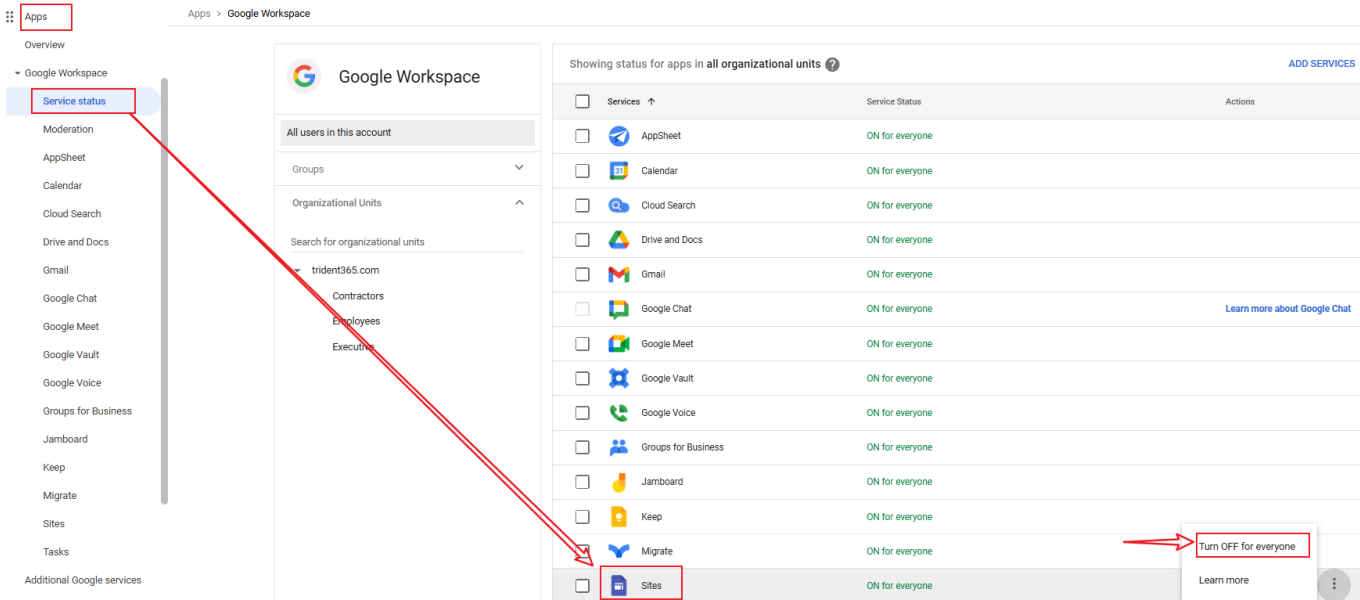 Apps
Overview
Google Workspace
Service status
Moderation
AppSheet
Calendar
Cloud Search
Drive and Docs
Gmail
Google Chat
Google Meet
Google Vault
Google Voice
Groups for Business
Jamboard
Keep
Migrate
Sites
Tasks
Additional Google services
Apps > Google Workspace
Google Workspace
All users in this account
Groups
Organizational Units
Search for organizational units
trident365.com
Contractors
Employees
Executive
Showing status for apps in all organizational units ?
ADD SERVICES
Services Service Status Actions
AppSheet ON for everyone
31 Calendar ON for everyone
Cloud Search ON for everyone
Drive and Docs ON for everyone
Gmail ON for everyone
Google Chat ON for everyone Learn more about Google Chat
Google Meet ON for everyone
Google Vault ON for everyone
Google Voice ON for everyone
Groups for Business ON for everyone
Jamboard ON for everyone
Keep ON for everyone
Migrate ON for everyone
Sites ON for everyone
Turn OFF for everyone
Learn more